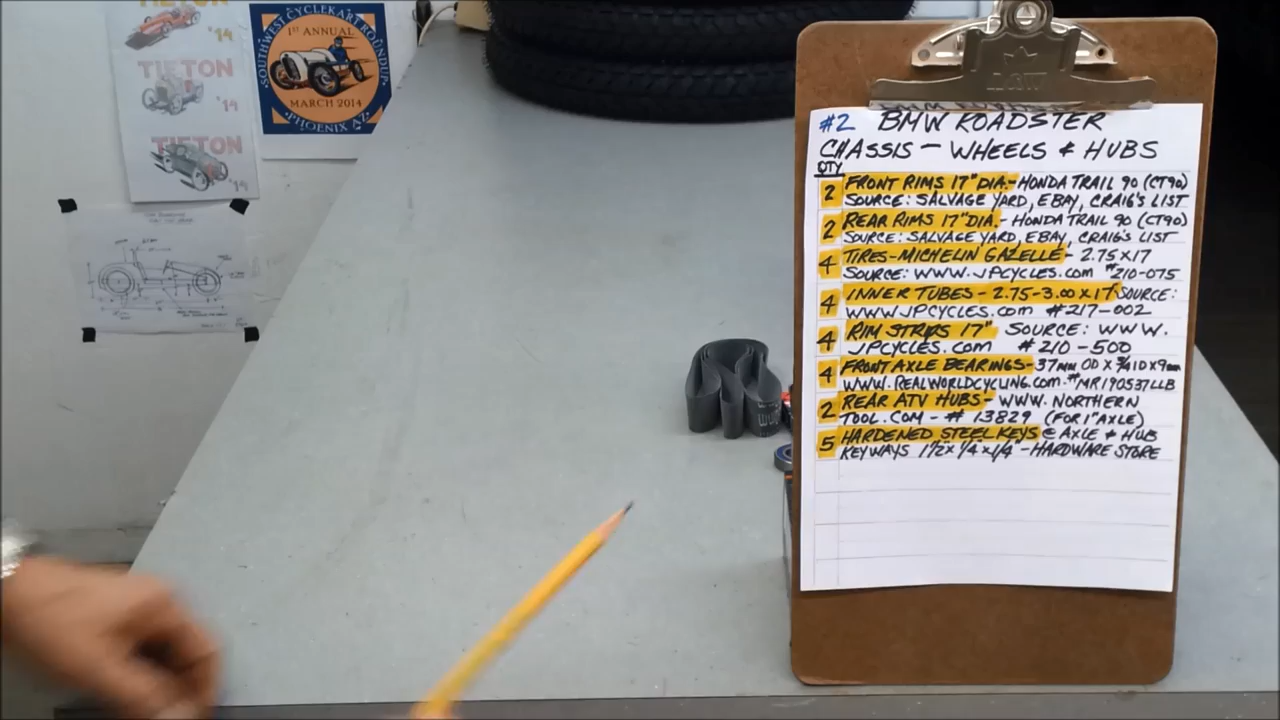 TIETON
'14
TIETON
'14
TIETON
'14
SOUTHWEST CYCLEKART ROUNDUP
1ST ANNUAL
MARCH 2014
PHOENIX AZ
#2 BMW ROADSTER
CHASSIS - WHEELS & HUBS
QTY
2 FRONT RIMS 17" DIA. - HONDA TRAIL 90 (CT90)
SOURCE: SALVAGE YARD, EBAY, CRAIG'S LIST
2 REAR RIMS 17" DIA. - HONDA TRAIL 90 (CT90)
SOURCE: SALVAGE YARD, EBAY, CRAIG'S LIST
4 TIRES - MICHELIN GAZELLE - 2.75 X 17
SOURCE: WWW.JPCYCLES.COM #210-075
4 INNER TUBES - 2.75-3.00 X 17 SOURCE:
WWW.JPCYCLES.COM #217-002
4 RIM STRIPS 17" SOURCE: WWW.
JPCYCLES.COM #210-500
4 FRONT AXLE BEARINGS - 37MM OD X 3/4 ID X 9MM
WWW.REALWORLDCYCLING.COM - #MR190537LLB
2 REAR ATV HUBS - WWW.NORTHERN
TOOL.COM - # 13829 (FOR 1" AXLE)
5 HARDENED STEEL KEYS @ AXLE & HUB
KEYWAYS 1 1/2" X 1/4" X 1/4" - HARDWARE STORE